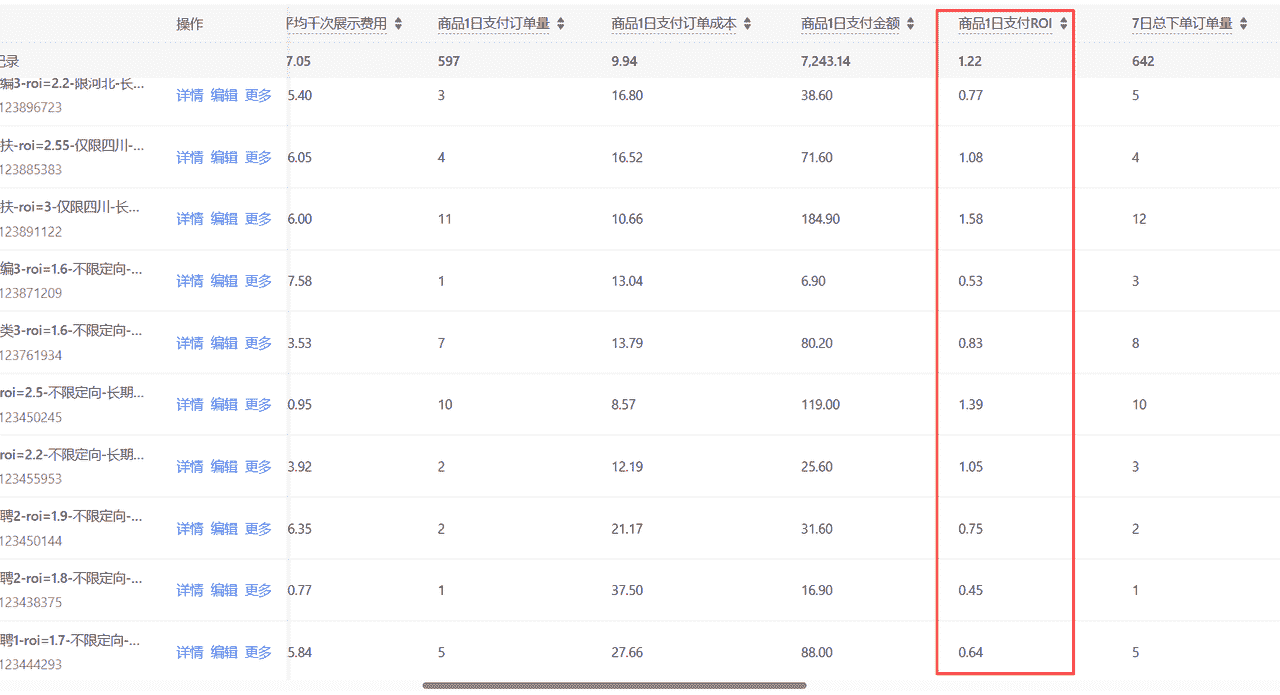 操作 平均千次展示费用 商品1日支付订单量 商品1日支付订单成本 商品1日支付金额 商品1日支付ROI 7日总下单订单量
记录 7.05 597 9.94 7,243.14 1.22 642
编3-roi=2.2-限河北-长...
123896723
详情 编辑 更多 5.40 3 16.80 38.60 0.77 5
扶-roi=2.55-仅限四川-...
123885383
详情 编辑 更多 6.05 4 16.52 71.60 1.08 4
扶-roi=3-仅限四川-长...
123891122
详情 编辑 更多 6.00 11 10.66 184.90 1.58 12
编3-roi=1.6-不限定向-...
123871209
详情 编辑 更多 7.58 1 13.04 6.90 0.53 3
类3-roi=1.6-不限定向-...
123761934
详情 编辑 更多 3.53 7 13.79 80.20 0.83 8
roi=2.5-不限定向-长期...
123450245
详情 编辑 更多 0.95 10 8.57 119.00 1.39 10
roi=2.2-不限定向-长期...
123455953
详情 编辑 更多 3.92 2 12.19 25.60 1.05 3
聘2-roi=1.9-不限定向-...
123450144
详情 编辑 更多 6.35 2 21.17 31.60 0.75 2
聘2-roi=1.8-不限定向-...
123438375
详情 编辑 更多 0.77 1 37.50 16.90 0.45 1
聘1-roi=1.7-不限定向-...
123444293
详情 编辑 更多 5.84 5 27.66 88.00 0.64 5